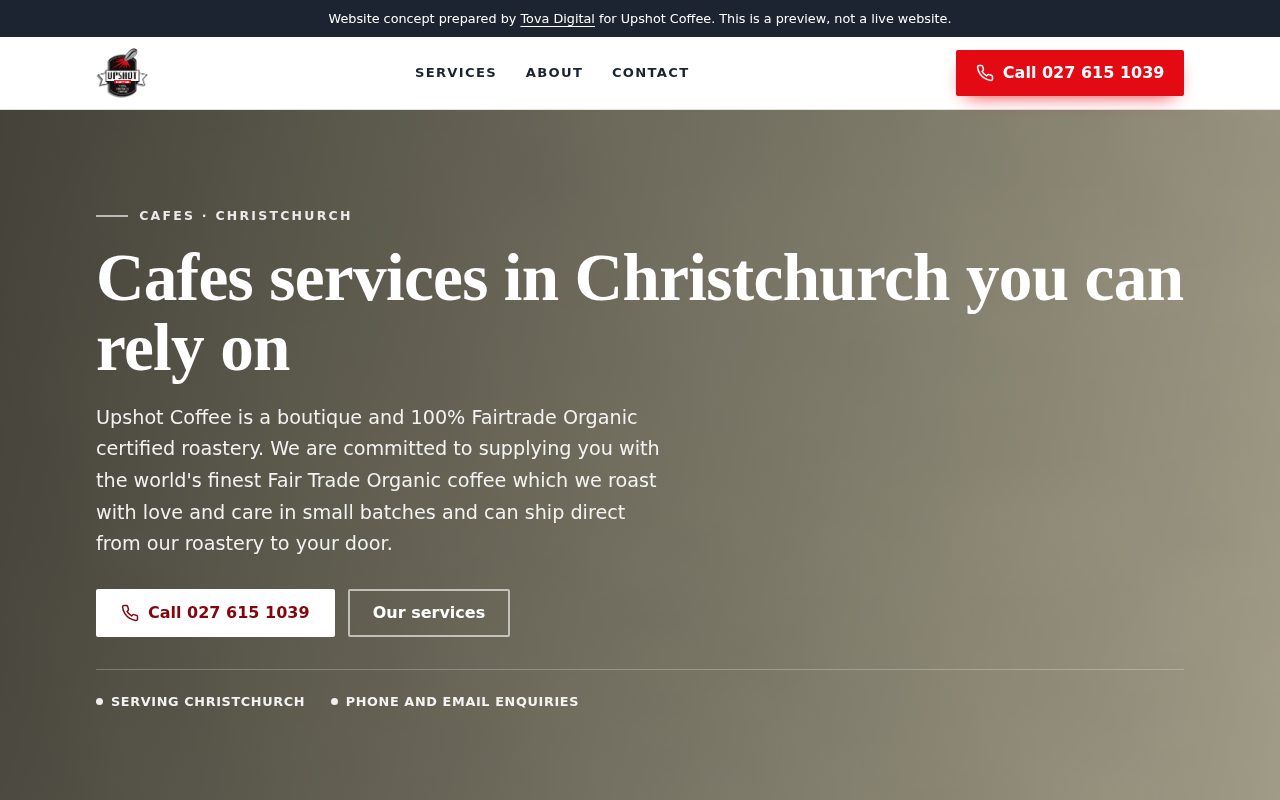 Website concept prepared by Tova Digital for Upshot Coffee. This is a preview, not a live website.
UPSHOT
SERVICES ABOUT CONTACT
Call 027 615 1039
CAFES · CHRISTCHURCH
Cafes services in Christchurch you can
rely on
Upshot Coffee is a boutique and 100% Fairtrade Organic
certified roastery. We are committed to supplying you with
the world's finest Fair Trade Organic coffee which we roast
with love and care in small batches and can ship direct
from our roastery to your door.
Call 027 615 1039
Our services
SERVING CHRISTCHURCH
PHONE AND EMAIL ENQUIRIES